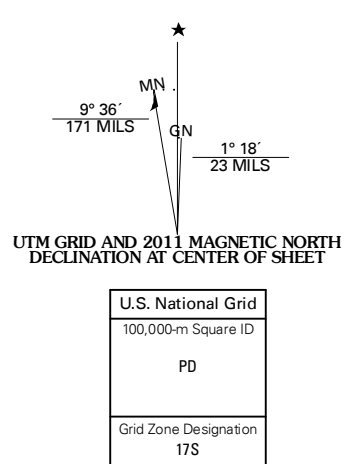 ★
MN
9° 36´
171 MILS
GN
1° 18´
23 MILS
UTM GRID AND 2011 MAGNETIC NORTH
DECLINATION AT CENTER OF SHEET
U.S. National Grid
100,000-m Square ID
PD
Grid Zone Designation
17S